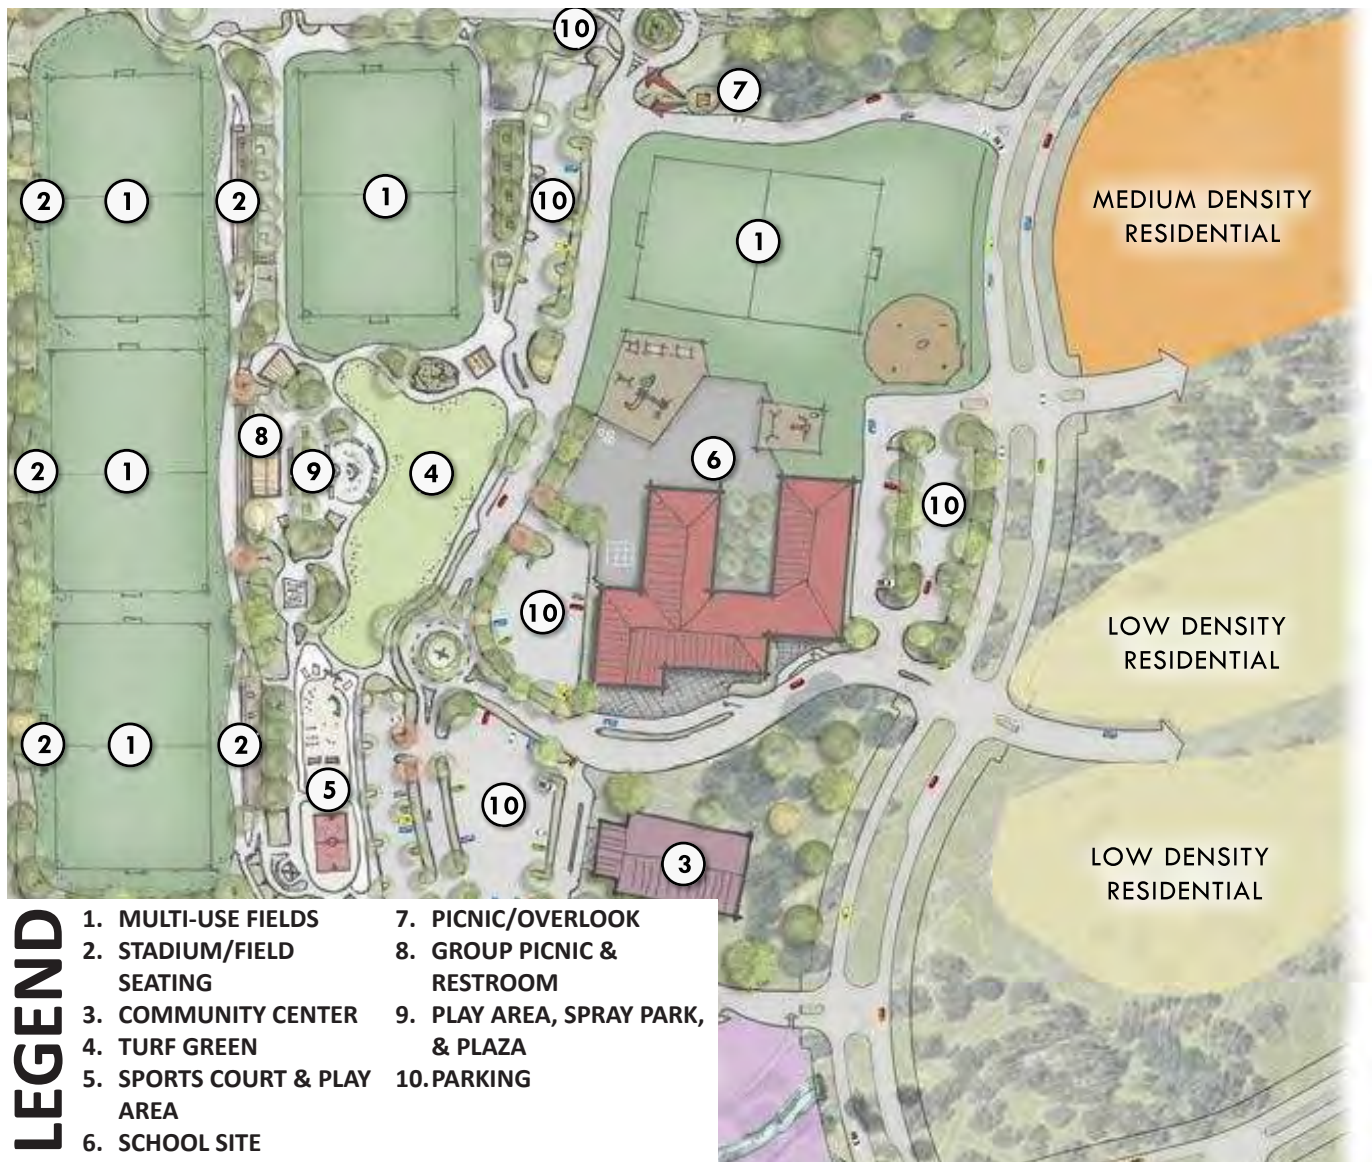 10
7
2
1
2
1
10
1
MEDIUM DENSITY
RESIDENTIAL
8
2
1
9
4
6
10
10
LOW DENSITY
RESIDENTIAL
2
1
2
5
10
3
LOW DENSITY
RESIDENTIAL
LEGEND
1. MULTI-USE FIELDS
2. STADIUM/FIELD
SEATING
3. COMMUNITY CENTER
4. TURF GREEN
5. SPORTS COURT & PLAY
AREA
6. SCHOOL SITE
7. PICNIC/OVERLOOK
8. GROUP PICNIC &
RESTROOM
9. PLAY AREA, SPRAY PARK,
& PLAZA
10. PARKING